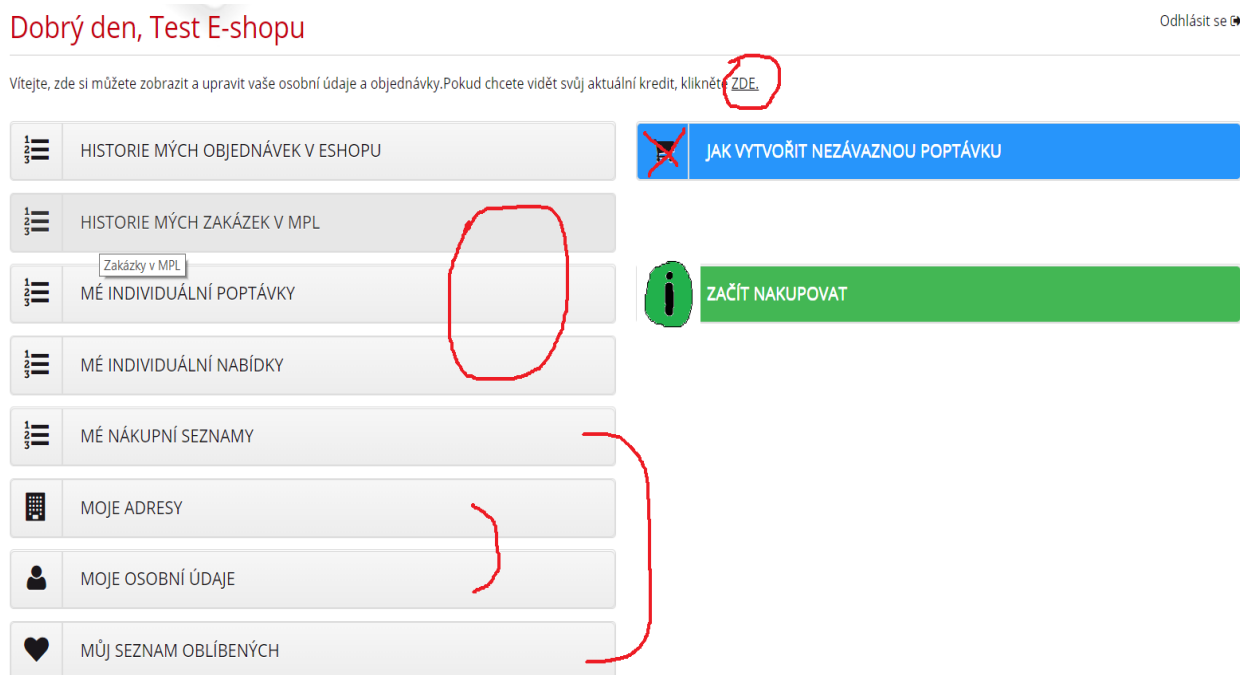 Dobrý den, Test E-shopu
Odhlásit se
Vítejte, zde si můžete zobrazit a upravit vaše osobní údaje a objednávky.Pokud chcete vidět svůj aktuální kredit, klikněte ZDE.
HISTORIE MÝCH OBJEDNÁVEK V ESHOPU
JAK VYTVOŘIT NEZÁVAZNOU POPTÁVKU
HISTORIE MÝCH ZAKÁZEK V MPL
Zakázky v MPL
MÉ INDIVIDUÁLNÍ POPTÁVKY
ZAČÍT NAKUPOVAT
MÉ INDIVIDUÁLNÍ NABÍDKY
MÉ NÁKUPNÍ SEZNAMY
MOJE ADRESY
MOJE OSOBNÍ ÚDAJE
MŮJ SEZNAM OBLÍBENÝCH